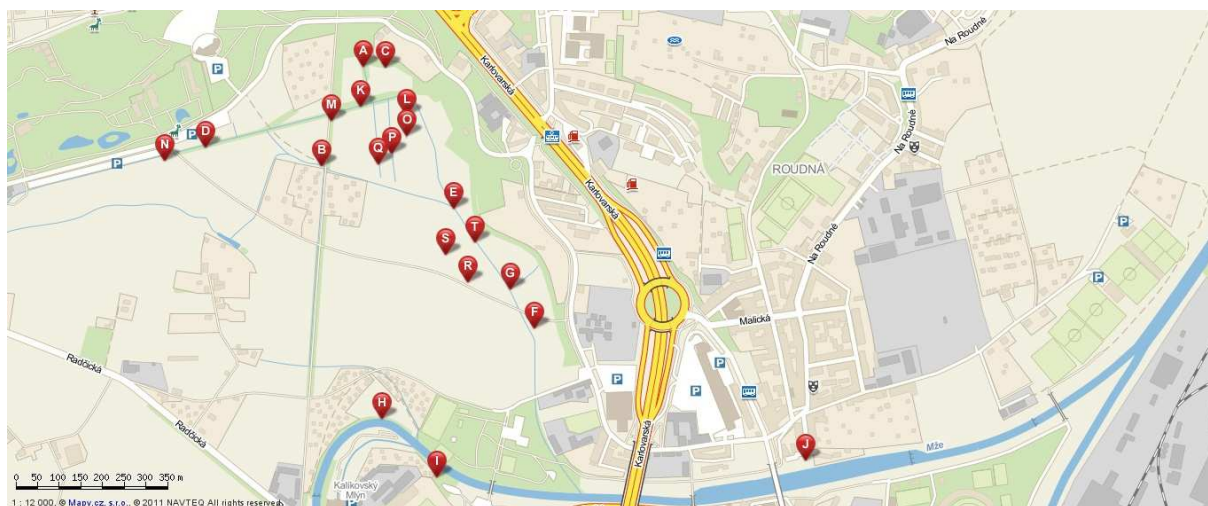 A
C
K
M
L
O
D
N
B
P
Q
E
T
S
R
G
F
H
I
J
P
P
P
P
P
P
P
P
Karlovarská
Karlovarská
Karlovarská
Na Roudné
Na Roudné
Na Roudné
ROUDNÁ
Malická
Radčická
Radčická
Kalikovský
Mlýn
Mže
0 50 100 150 200 250 300 350 m
1 : 12 000, © Mapy.cz, s.r.o., © 2011 NAVTEQ All rights reserved.